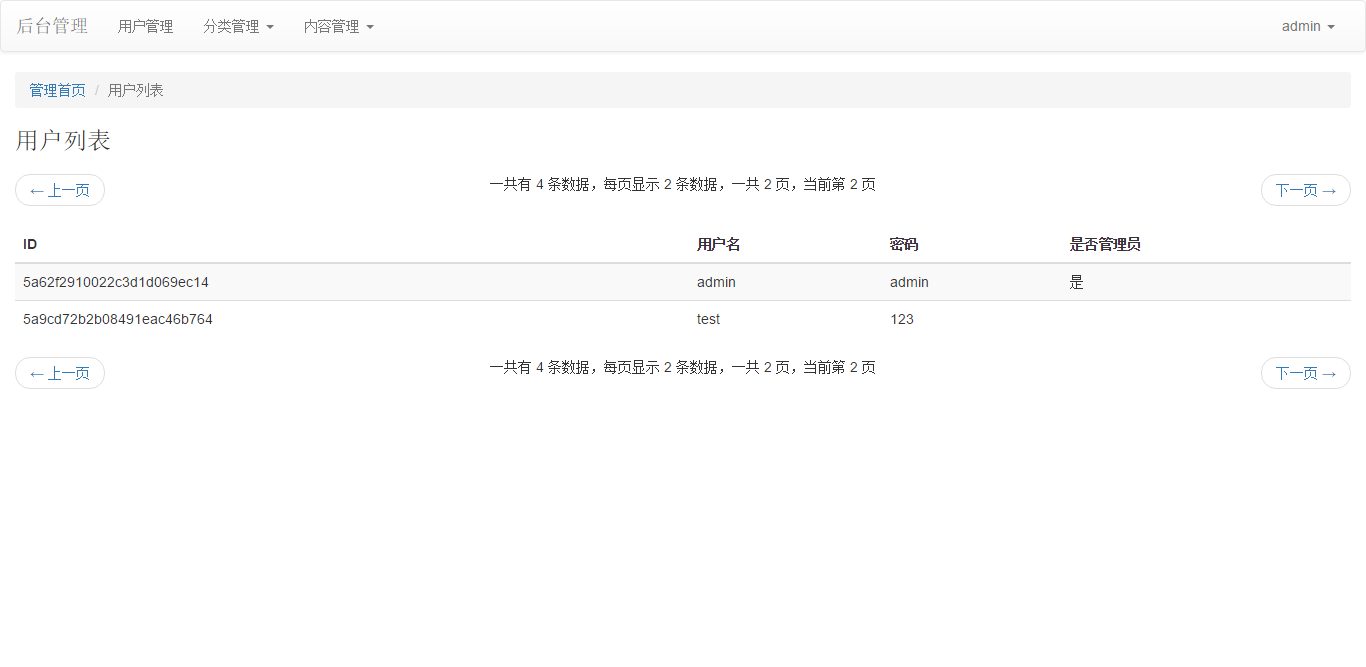 后台管理 用户管理 分类管理 内容管理 admin
管理首页 / 用户列表
用户列表
← 上一页 一共有 4 条数据，每页显示 2 条数据，一共 2 页，当前第 2 页 下一页 →
ID 用户名 密码 是否管理员
5a62f2910022c3d1d069ec14 admin admin 是
5a9cd72b2b08491eac46b764 test 123
← 上一页 一共有 4 条数据，每页显示 2 条数据，一共 2 页，当前第 2 页 下一页 →